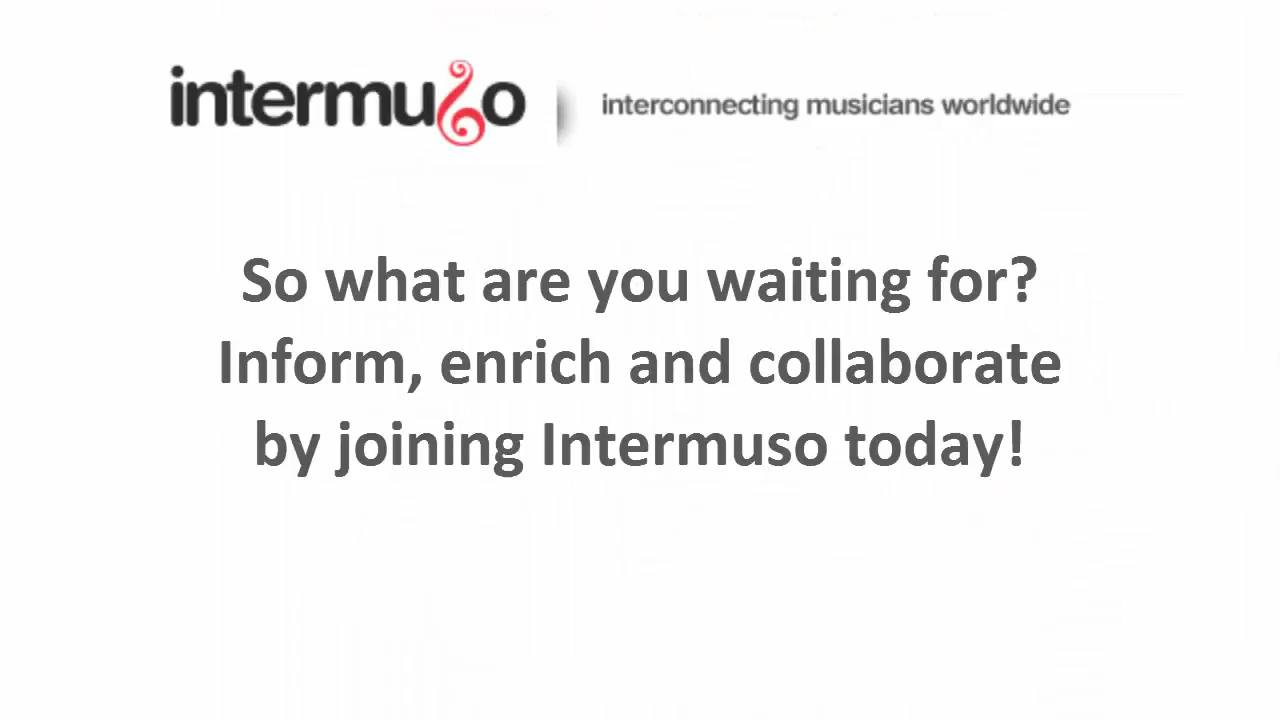 intermuso
interconnecting musicians worldwide
So what are you waiting for?
Inform, enrich and collaborate
by joining Intermuso today!